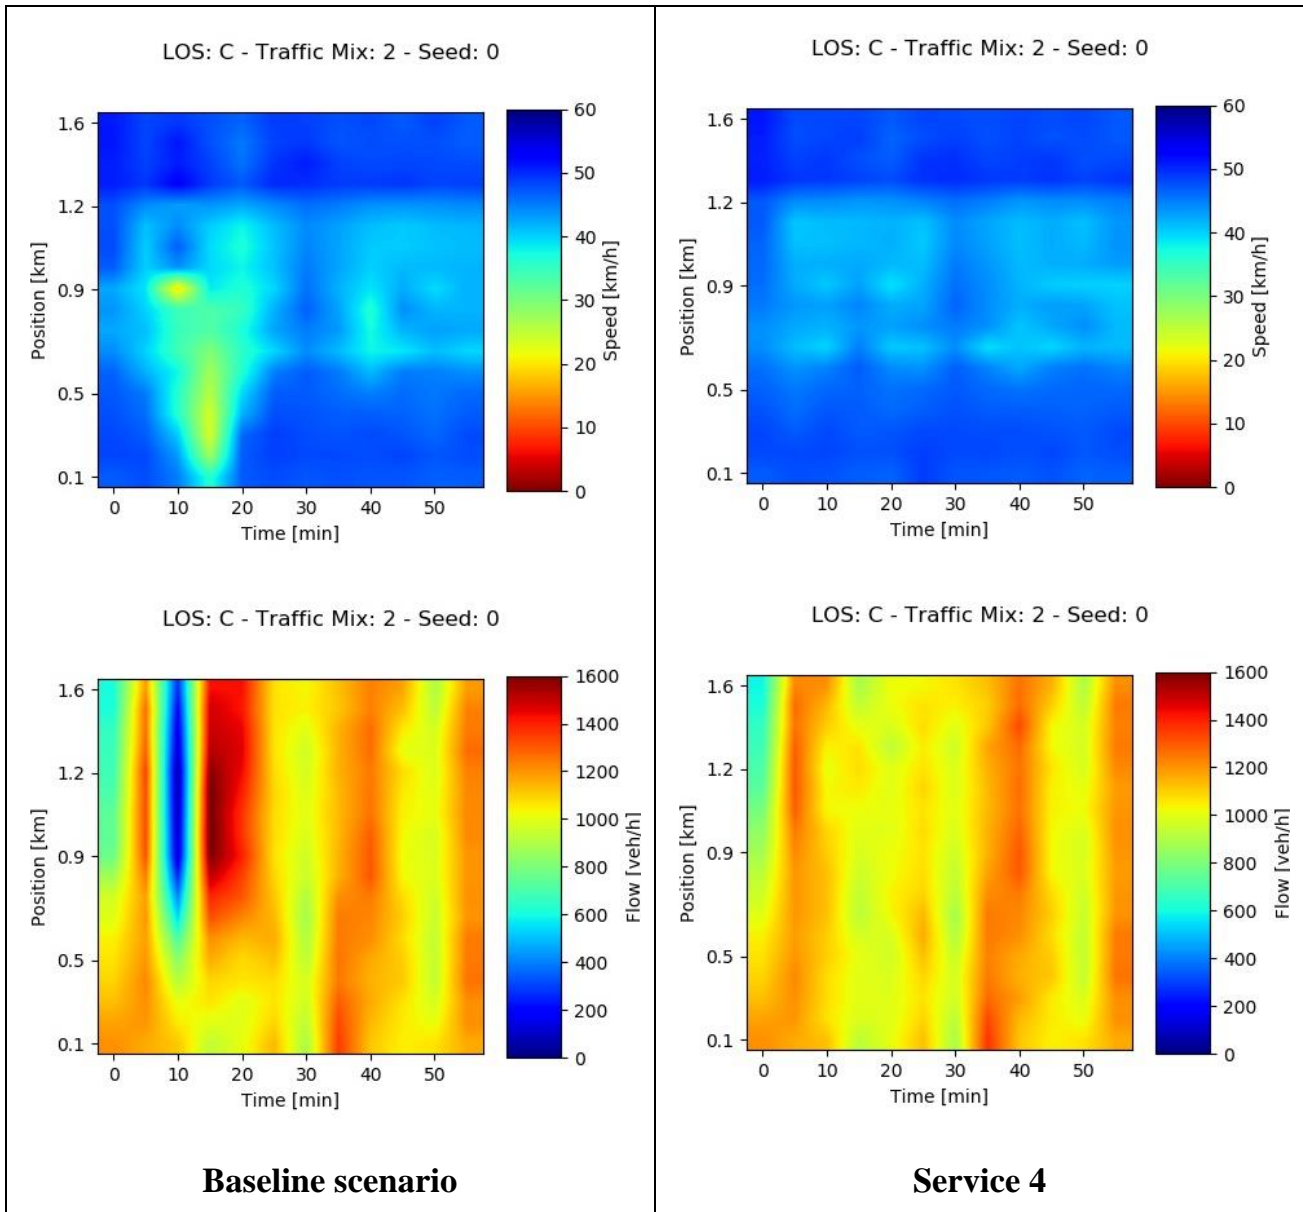 LOS: C - Traffic Mix: 2 - Seed: 0
1.6
1.2
0.9
0.5
0.1
Position [km]
0 10 20 30 40 50
Time [min]
60
50
40
30
20
10
0
Speed [km/h]
LOS: C - Traffic Mix: 2 - Seed: 0
1.6
1.2
0.9
0.5
0.1
Position [km]
0 10 20 30 40 50
Time [min]
60
50
40
30
20
10
0
Speed [km/h]
LOS: C - Traffic Mix: 2 - Seed: 0
1.6
1.2
0.9
0.5
0.1
Position [km]
0 10 20 30 40 50
Time [min]
1600
1400
1200
1000
800
600
400
200
0
Flow [veh/h]
LOS: C - Traffic Mix: 2 - Seed: 0
1.6
1.2
0.9
0.5
0.1
Position [km]
0 10 20 30 40 50
Time [min]
1600
1400
1200
1000
800
600
400
200
0
Flow [veh/h]
Baseline scenario
Service 4